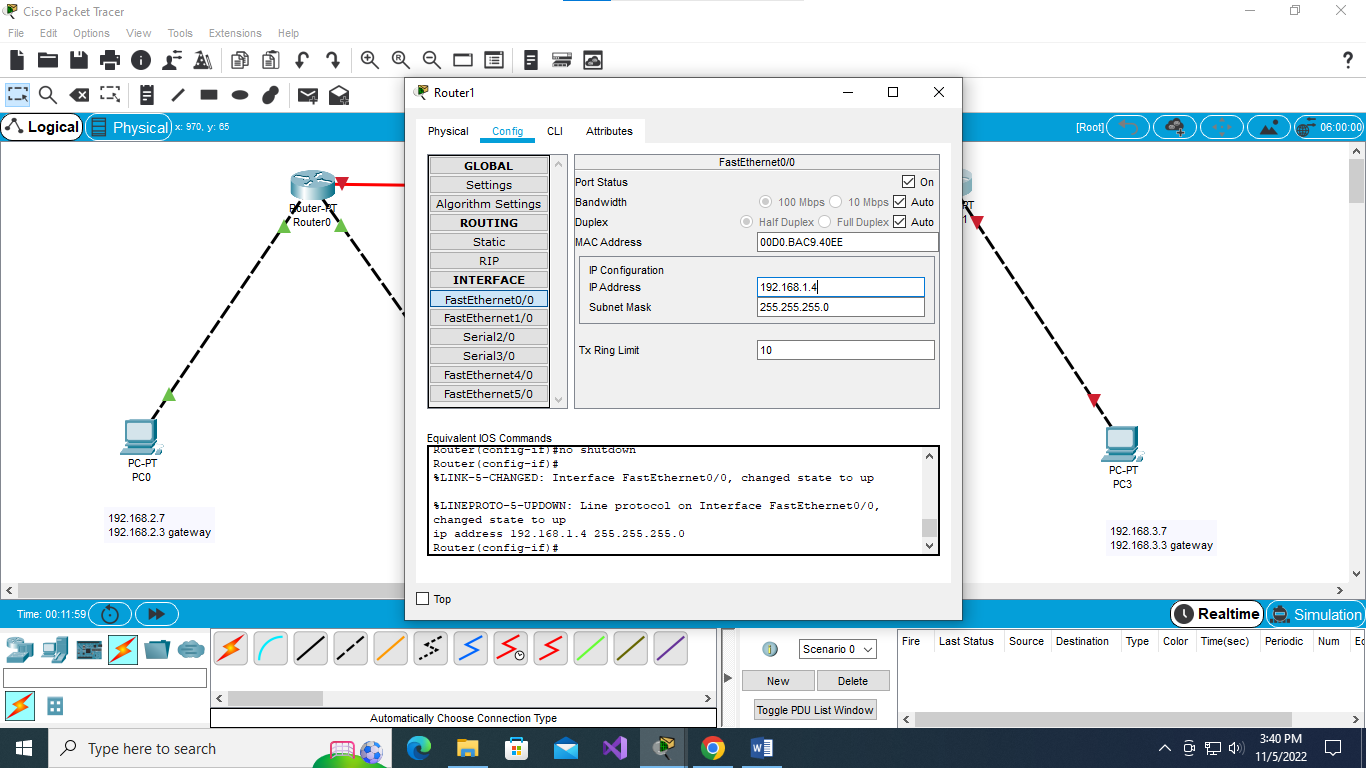 Cisco Packet Tracer
File Edit Options View Tools Extensions Help
?
Logical
Physical
x: 970, y: 65
[Root]
06:00:00
Router-PT
Router0
PC-PT
PC0
192.168.2.7
192.168.2.3 gateway
PT
1
PC-PT
PC3
192.168.3.7
192.168.3.3 gateway
Router1
Physical Config CLI Attributes
GLOBAL
Settings
Algorithm Settings
ROUTING
Static
RIP
INTERFACE
FastEthernet0/0
FastEthernet1/0
Serial2/0
Serial3/0
FastEthernet4/0
FastEthernet5/0
FastEthernet0/0
Port Status On
Bandwidth 100 Mbps 10 Mbps Auto
Duplex Half Duplex Full Duplex Auto
MAC Address 00D0.BAC9.40EE
IP Configuration
IP Address 192.168.1.4
Subnet Mask 255.255.255.0
Tx Ring Limit 10
Equivalent IOS Commands
Router(config-if)#no shutdown
Router(config-if)#
%LINK-5-CHANGED: Interface FastEthernet0/0, changed state to up
%LINEPROTO-5-UPDOWN: Line protocol on Interface FastEthernet0/0,
changed state to up
ip address 192.168.1.4 255.255.255.0
Router(config-if)#
Top
Time: 00:11:59
Realtime
Simulation
Automatically Choose Connection Type
Scenario 0
New Delete
Toggle PDU List Window
Fire Last Status Source Destination Type Color Time(sec) Periodic Num Ec
Type here to search
3:40 PM
11/5/2022